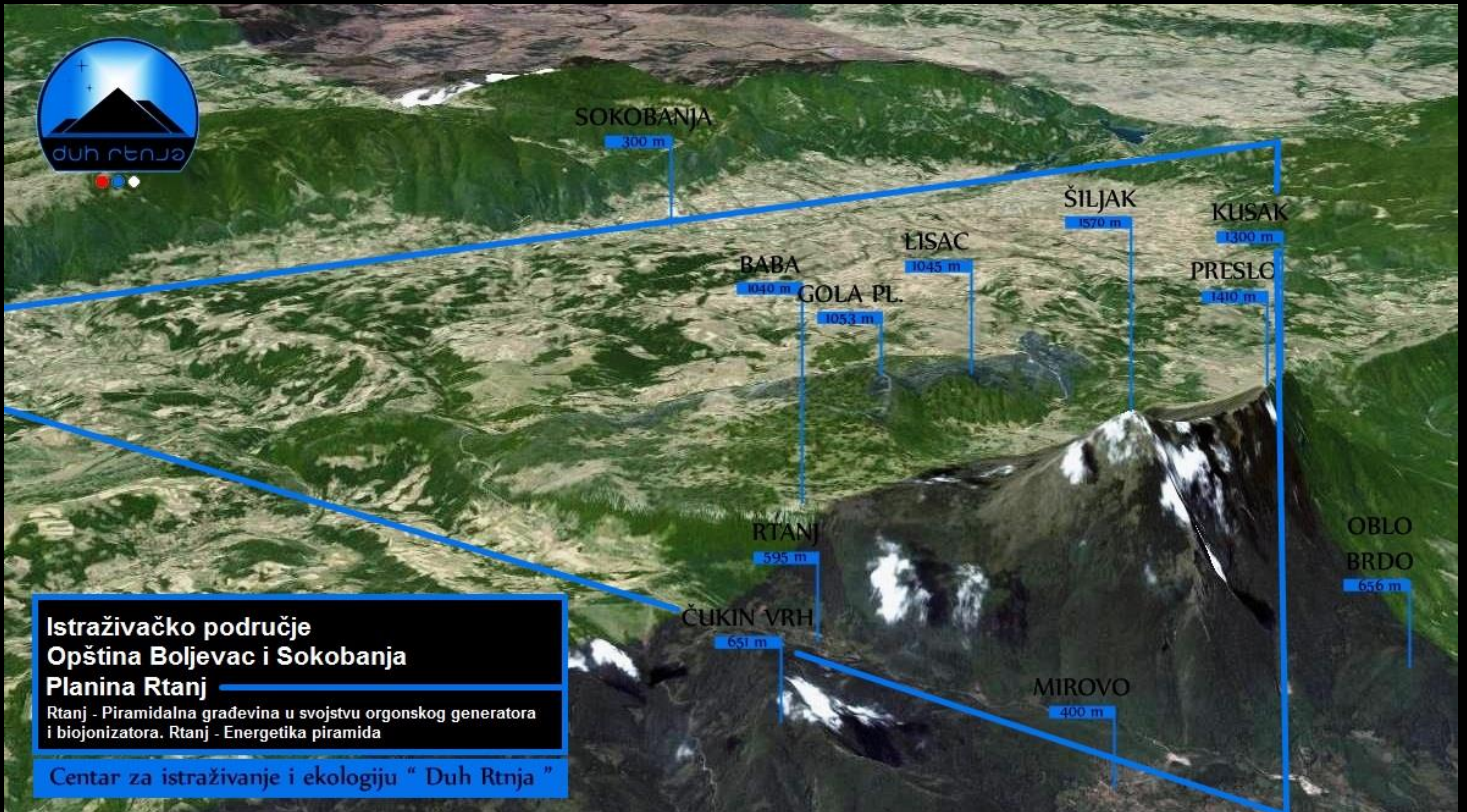 duh rtnja
SOKOBANJA
300 m
ŠILJAK
1570 m
KUSAK
1300 m
LISAC
1045 m
BABA
1040 m
PRESLO
1410 m
GOLA PL.
1053 m
RTANJ
595 m
OBLO
BRDO
656 m
ČUKIN VRH
651 m
MIROVO
400 m
Istraživačko područje
Opština Boljevac i Sokobanja
Planina Rtanj
Rtanj - Piramidalna građevina u svojstvu orgonskog generatora
i biojonizatora. Rtanj - Energetika piramida
Centar za istraživanje i ekologiju “ Duh Rtnja ”